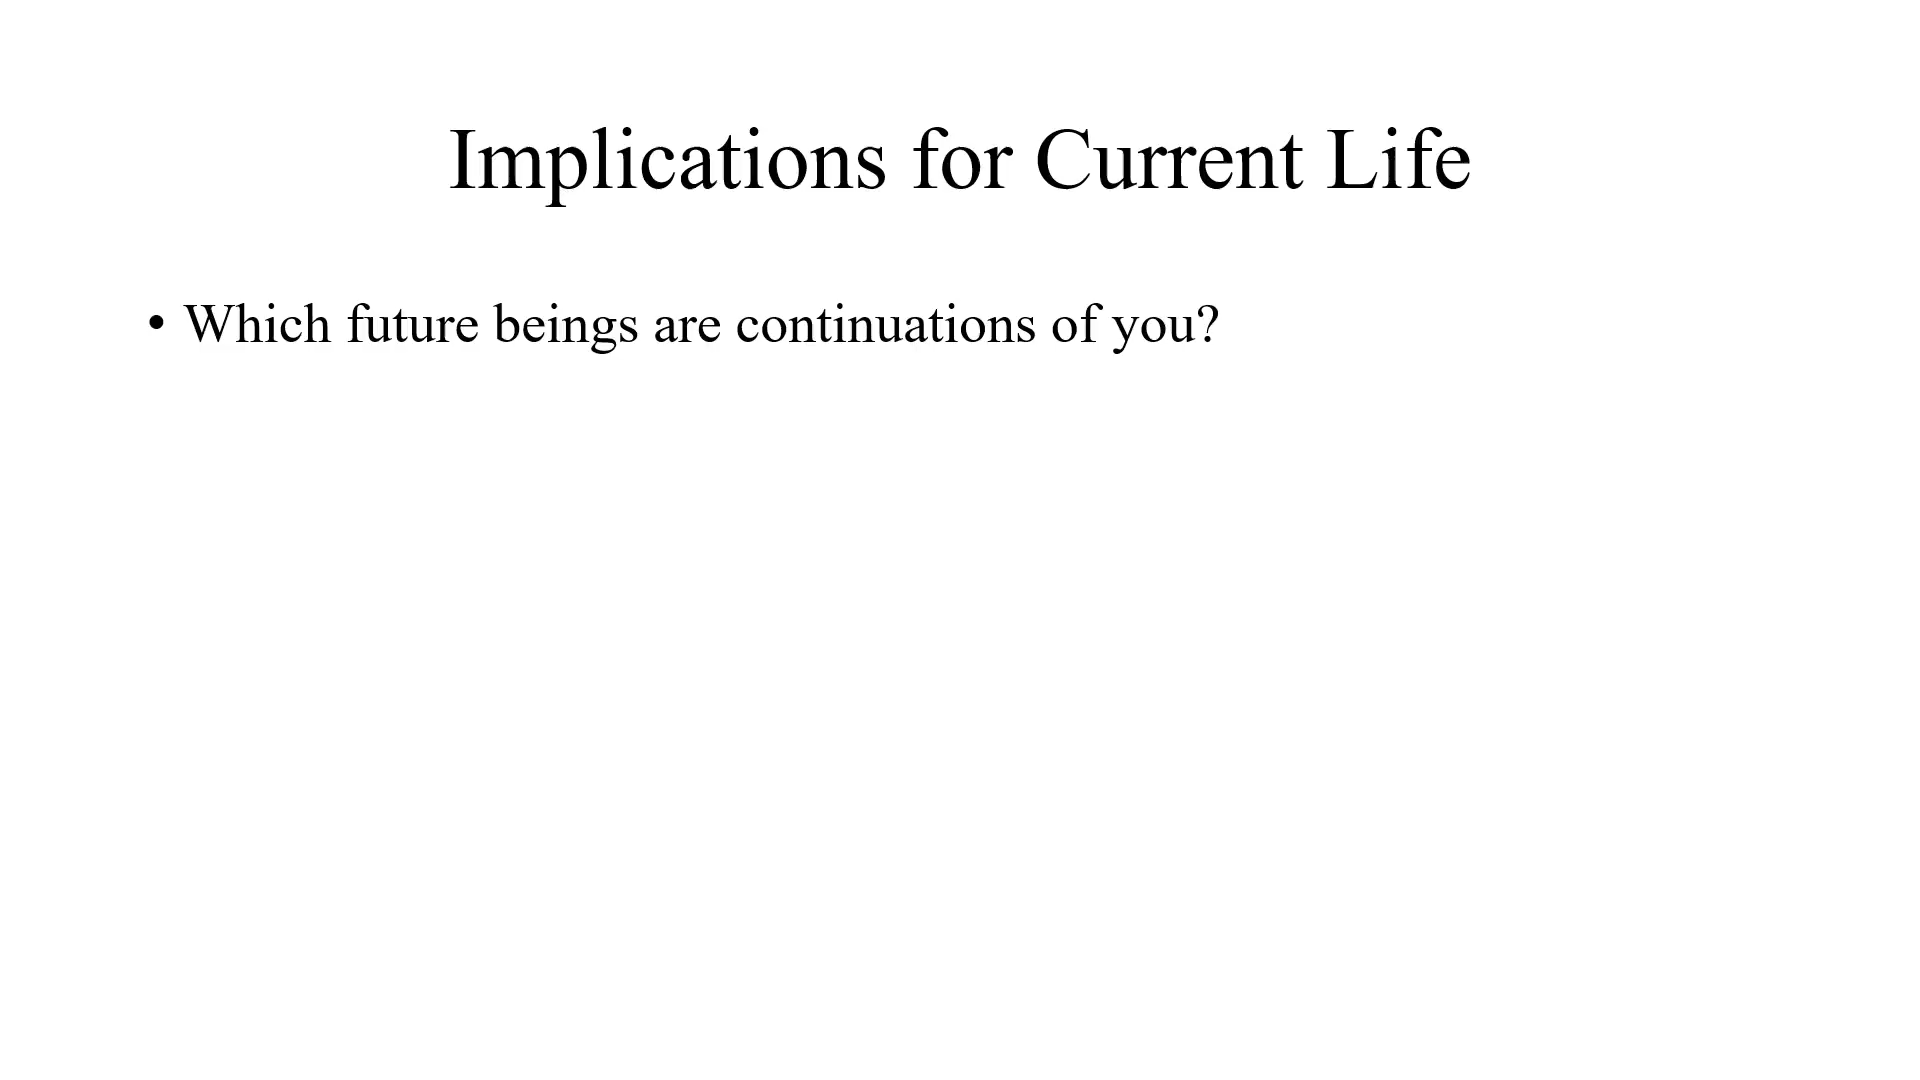 Implications for Current Life
• Which future beings are continuations of you?